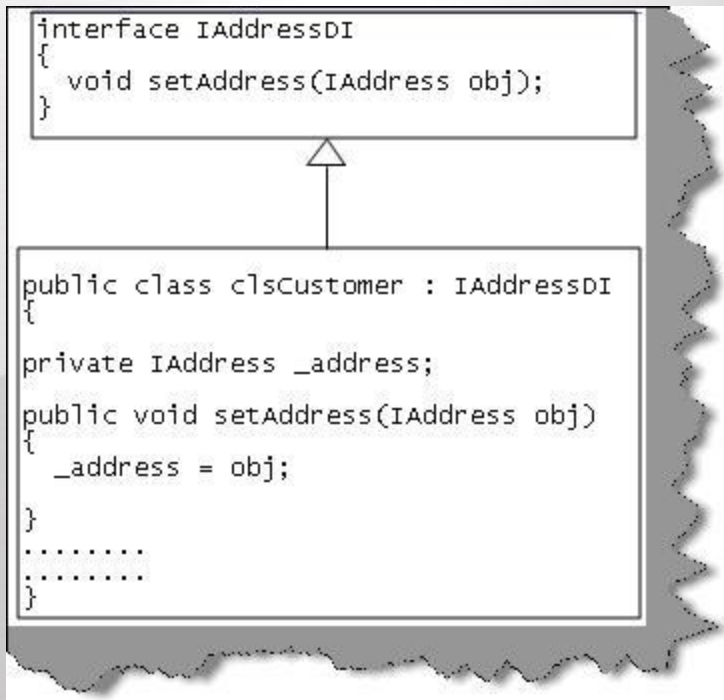 interface IAddressDI
{
void setAddress(IAddress obj);
}
public class clsCustomer : IAddressDI
{
private IAddress _address;
public void setAddress(IAddress obj)
{
_address = obj;
}
........
........
}